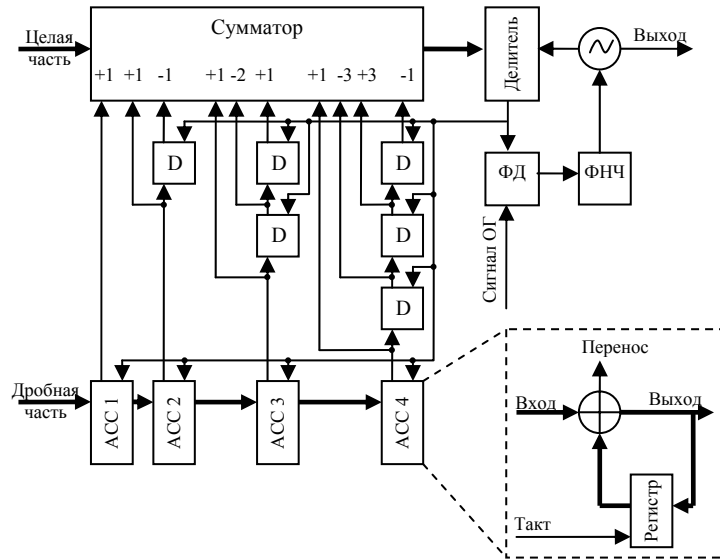 Целая
часть
Сумматор
+1 +1 -1 +1 -2 +1 +1 -3 +3 -1
Делитель
Выход
D
D
D
ФД
ФНЧ
D
D
D
Сигнал ОГ
Дробная
часть
ACC 1
ACC 2
ACC 3
ACC 4
Перенос
Вход
Выход
Регистр
Такт